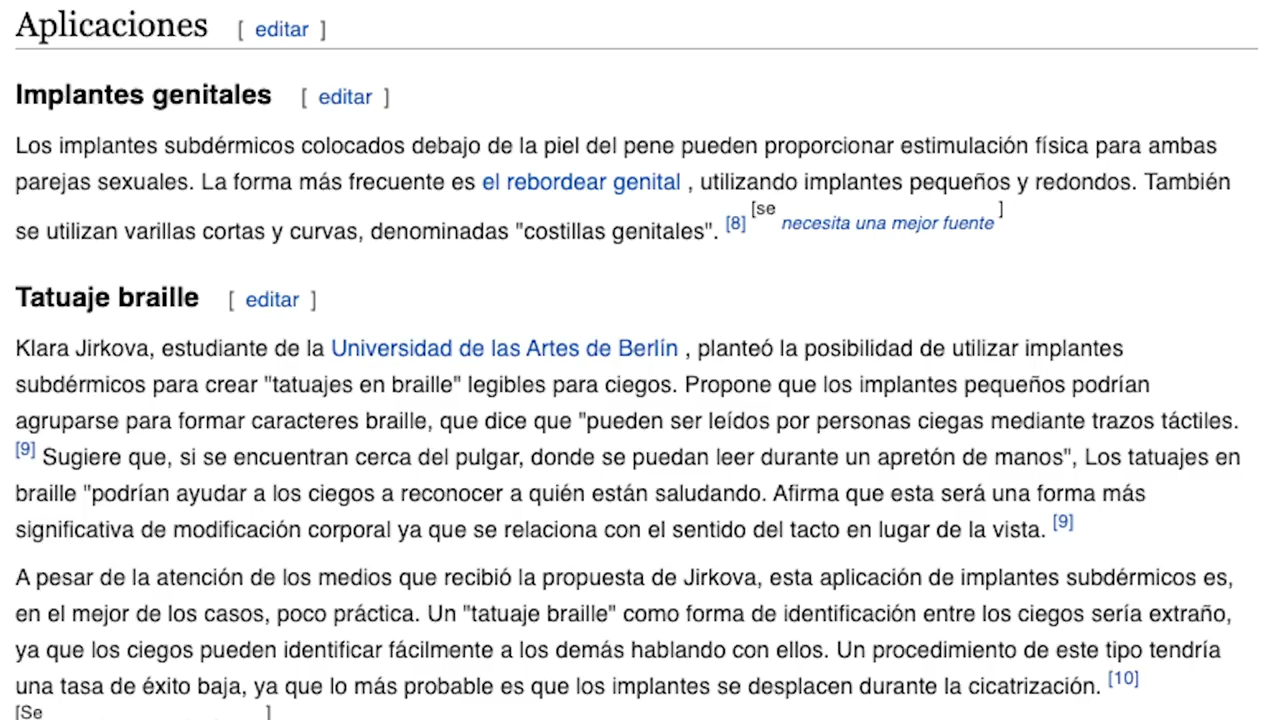 Aplicaciones [ editar ]
Implantes genitales [ editar ]
Los implantes subdérmicos colocados debajo de la piel del pene pueden proporcionar estimulación física para ambas
parejas sexuales. La forma más frecuente es el rebordear genital , utilizando implantes pequeños y redondos. También
se utilizan varillas cortas y curvas, denominadas "costillas genitales". [8] [se necesita una mejor fuente ]
Tatuaje braille [ editar ]
Klara Jirkova, estudiante de la Universidad de las Artes de Berlín , planteó la posibilidad de utilizar implantes
subdérmicos para crear "tatuajes en braille" legibles para ciegos. Propone que los implantes pequeños podrían
agruparse para formar caracteres braille, que dice que "pueden ser leídos por personas ciegas mediante trazos táctiles.
[9] Sugiere que, si se encuentran cerca del pulgar, donde se puedan leer durante un apretón de manos", Los tatuajes en
braille "podrían ayudar a los ciegos a reconocer a quién están saludando. Afirma que esta será una forma más
significativa de modificación corporal ya que se relaciona con el sentido del tacto en lugar de la vista. [9]
A pesar de la atención de los medios que recibió la propuesta de Jirkova, esta aplicación de implantes subdérmicos es,
en el mejor de los casos, poco práctica. Un "tatuaje braille" como forma de identificación entre los ciegos sería extraño,
ya que los ciegos pueden identificar fácilmente a los demás hablando con ellos. Un procedimiento de este tipo tendría
una tasa de éxito baja, ya que lo más probable es que los implantes se desplacen durante la cicatrización. [10]
[Se ]